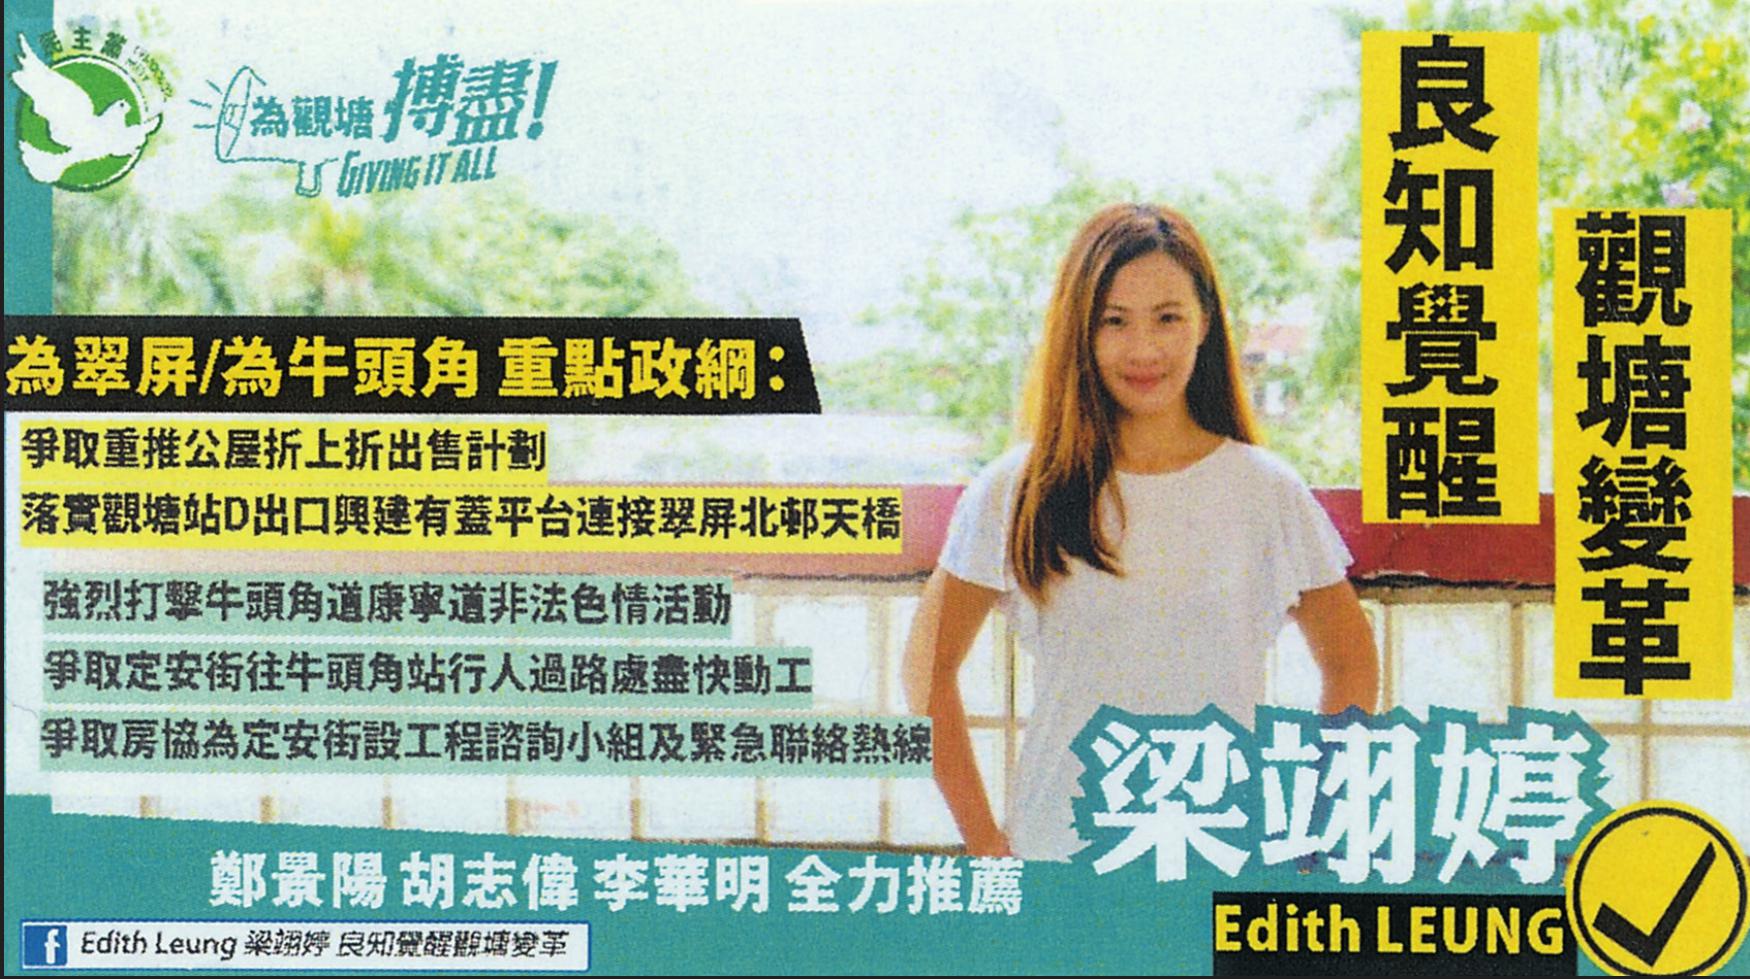 民主黨
為觀塘搏盡!
GIVING IT ALL
良知覺醒
觀塘變革
為翠屏/為牛頭角 重點政綱：
爭取重推公屋折上折出售計劃
落實觀塘站D出口興建有蓋平台連接翠屏北邨天橋
強烈打擊牛頭角道康寧道非法色情活動
爭取定安街往牛頭角站行人過路處盡快動工
爭取房協為定安街設工程諮詢小組及緊急聯絡熱線
梁翊婷
Edith LEUNG
鄭景陽 胡志偉 李華明 全力推薦
f Edith Leung 梁翊婷 良知覺醒觀塘變革